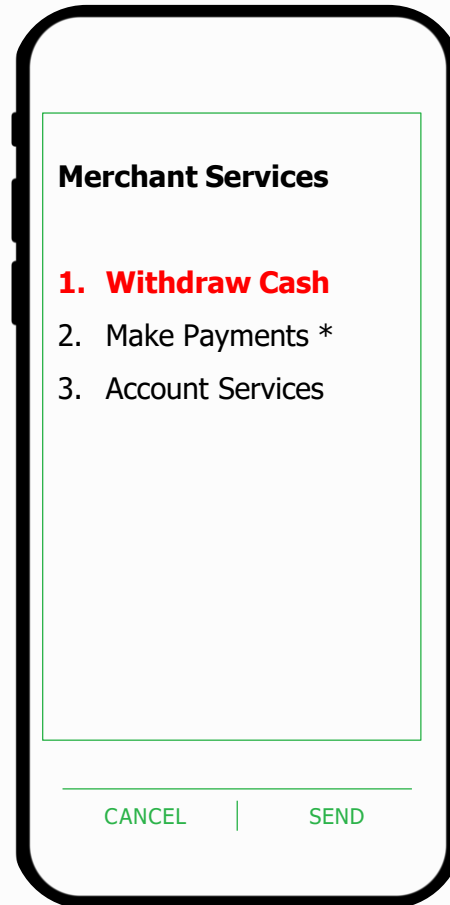 Merchant Services
1. Withdraw Cash
2. Make Payments *
3. Account Services
CANCEL | SEND